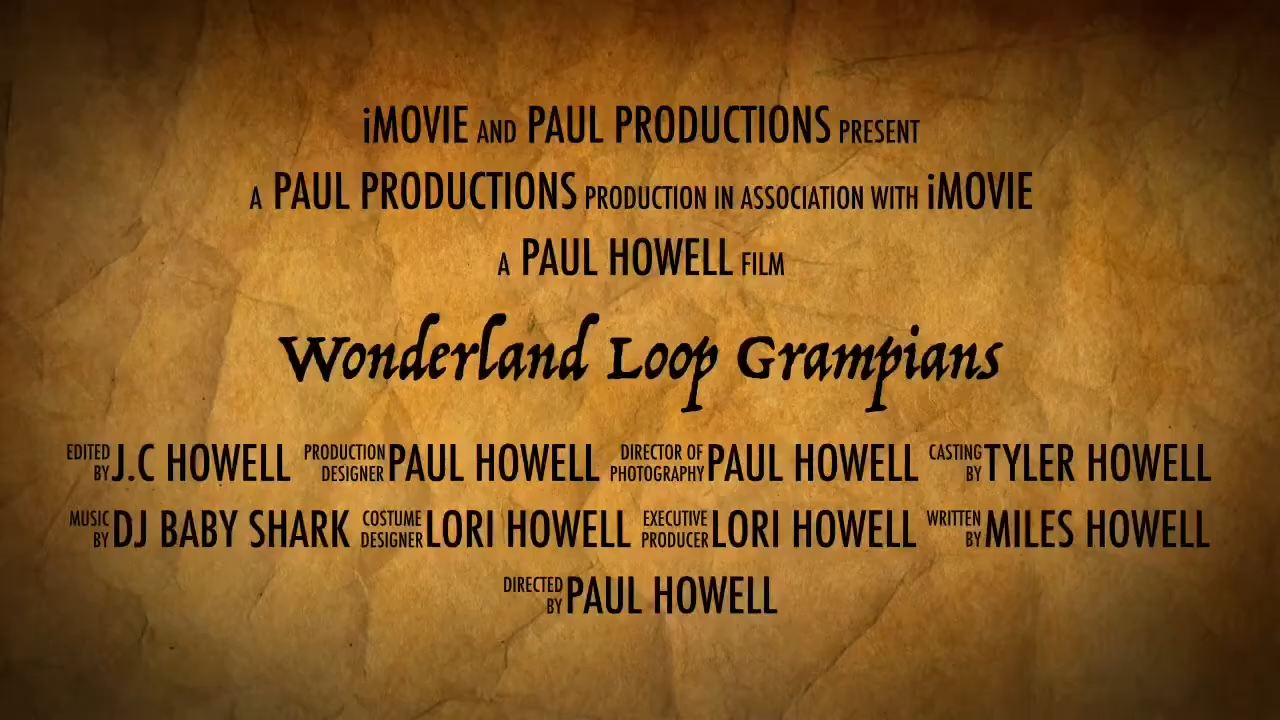 iMOVIE AND PAUL PRODUCTIONS PRESENT
A PAUL PRODUCTIONS PRODUCTION IN ASSOCIATION WITH iMOVIE
A PAUL HOWELL FILM
Wonderland Loop Grampians
EDITED BY J.C HOWELL PRODUCTION DESIGNER PAUL HOWELL DIRECTOR OF PHOTOGRAPHY PAUL HOWELL CASTING BY TYLER HOWELL
MUSIC BY DJ BABY SHARK COSTUME DESIGNER LORI HOWELL EXECUTIVE PRODUCER LORI HOWELL WRITTEN BY MILES HOWELL
DIRECTED BY PAUL HOWELL